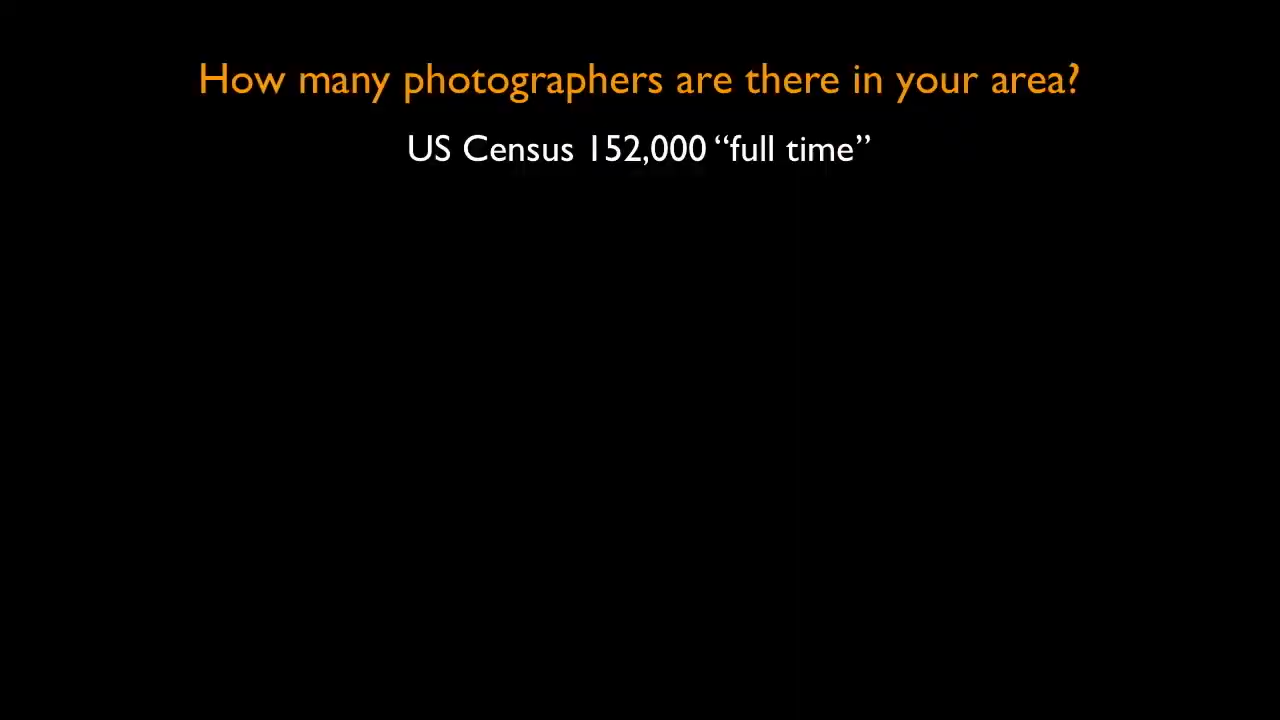 How many photographers are there in your area?
US Census 152,000 “full time”